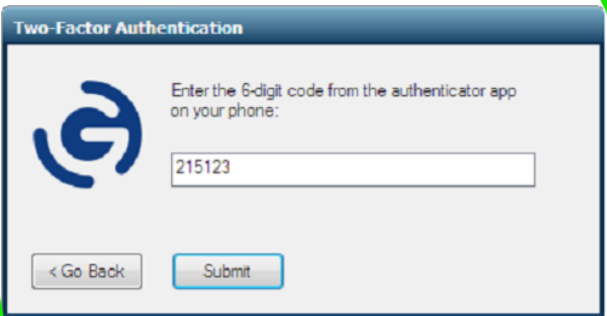 Two-Factor Authentication
Enter the 6-digit code from the authenticator app
on your phone:
215123
< Go Back
Submit